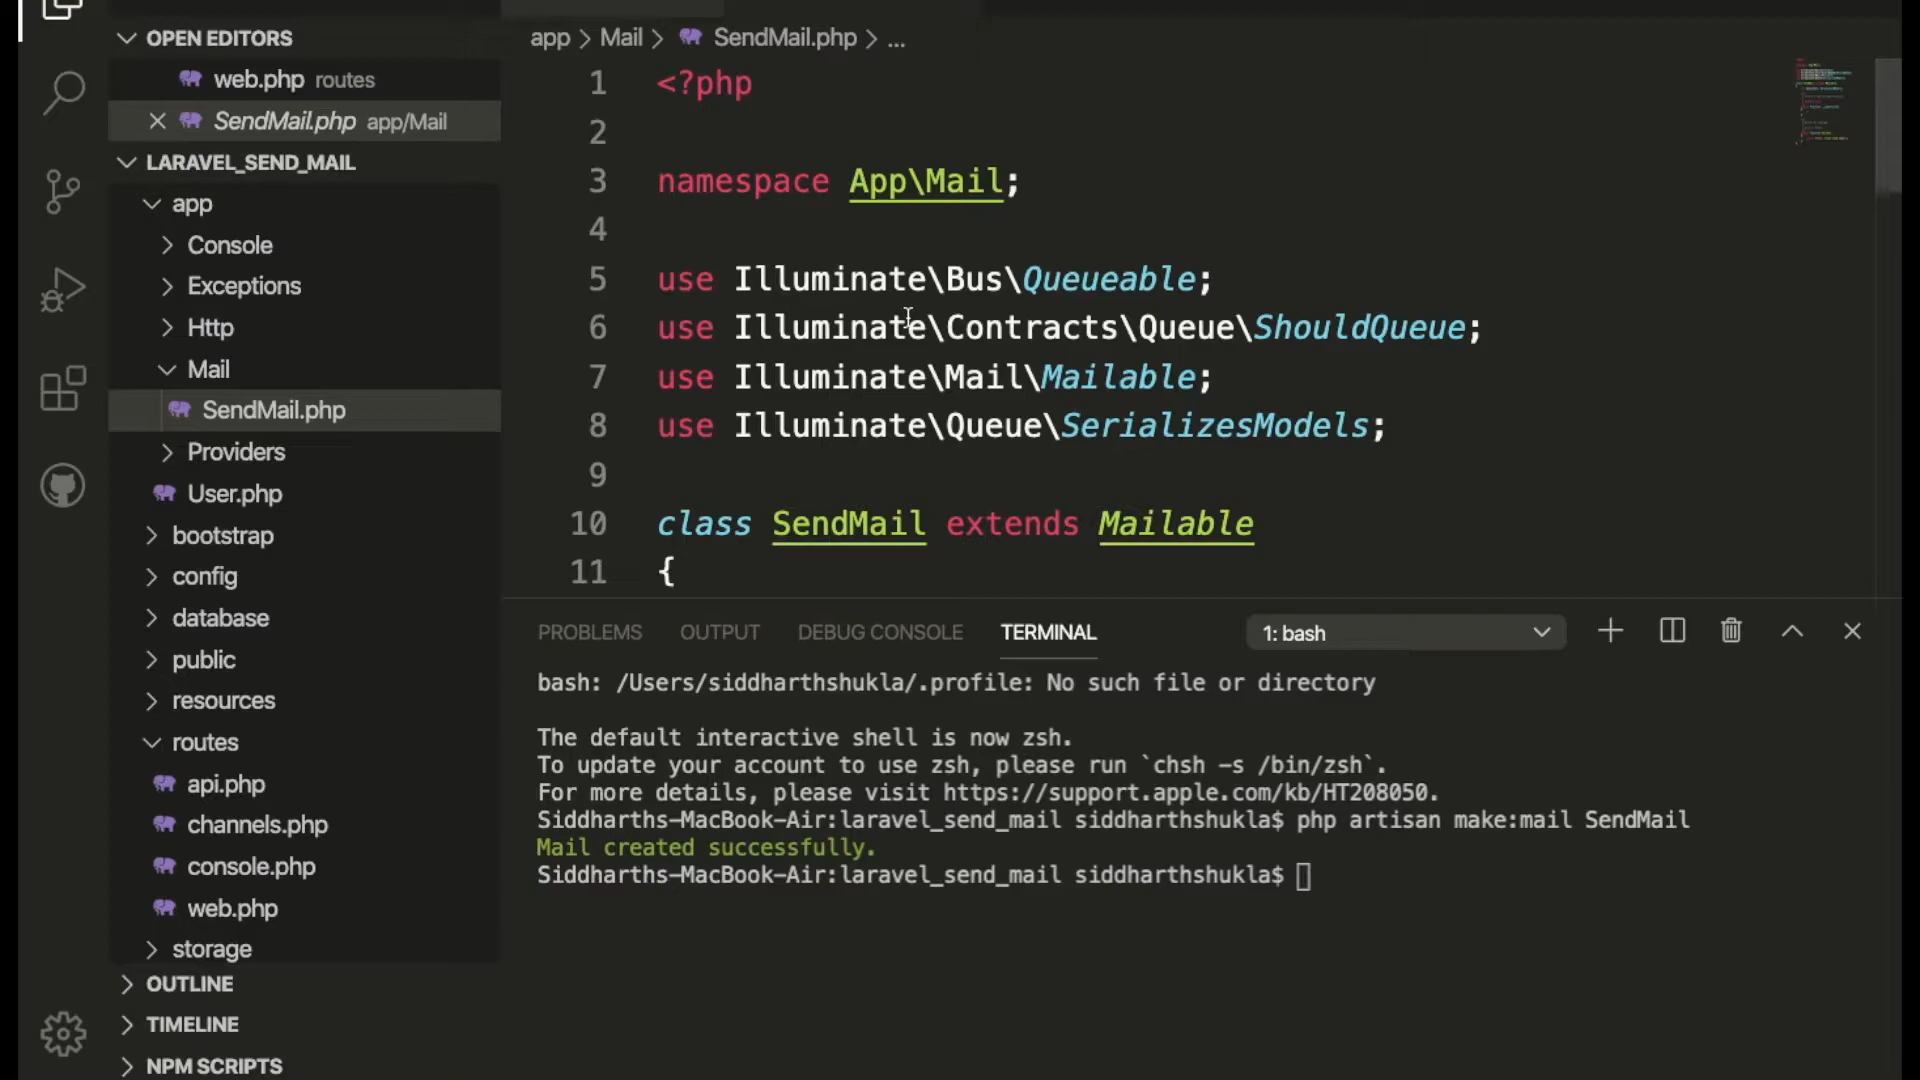 OPEN EDITORS
web.php routes
SendMail.php app/Mail
LARAVEL_SEND_MAIL
app
Console
Exceptions
Http
Mail
SendMail.php
Providers
User.php
bootstrap
config
database
public
resources
routes
api.php
channels.php
console.php
web.php
storage
OUTLINE
TIMELINE
NPM SCRIPTS
app > Mail > SendMail.php > ...
1 <?php
2
3 namespace App\Mail;
4
5 use Illuminate\Bus\Queueable;
6 use Illuminate\Contracts\Queue\ShouldQueue;
7 use Illuminate\Mail\Mailable;
8 use Illuminate\Queue\SerializesModels;
9
10 class SendMail extends Mailable
11 {
PROBLEMS OUTPUT DEBUG CONSOLE TERMINAL 1: bash
bash: /Users/siddharthshukla/.profile: No such file or directory
The default interactive shell is now zsh.
To update your account to use zsh, please run `chsh -s /bin/zsh`.
For more details, please visit https://support.apple.com/kb/HT208050.
Siddharths-MacBook-Air:laravel_send_mail siddharthshukla$ php artisan make:mail SendMail
Mail created successfully.
Siddharths-MacBook-Air:laravel_send_mail siddharthshukla$